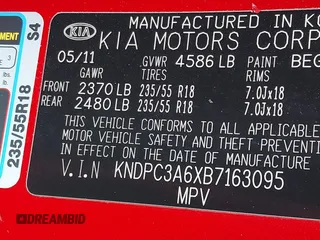 MANUFACTURED IN KO
KIA KIA MOTORS CORP
05/11 GVWR 4586 LB PAINT BEG
GAWR TIRES RIMS
FRONT 2370 LB 235/55 R18 7.0J×18
REAR 2480 LB 235/55 R18 7.0J×18
THIS VEHICLE CONFORMS TO ALL APPLICABLE
MOTOR VEHICLE SAFETY AND THEFT PREVENTI
IN EFFECT ON THE DATE OF MANUFACTURE
V.I.N KNDPC3A6XB7163095
MPV
235/55R18 S4
DREAMBID